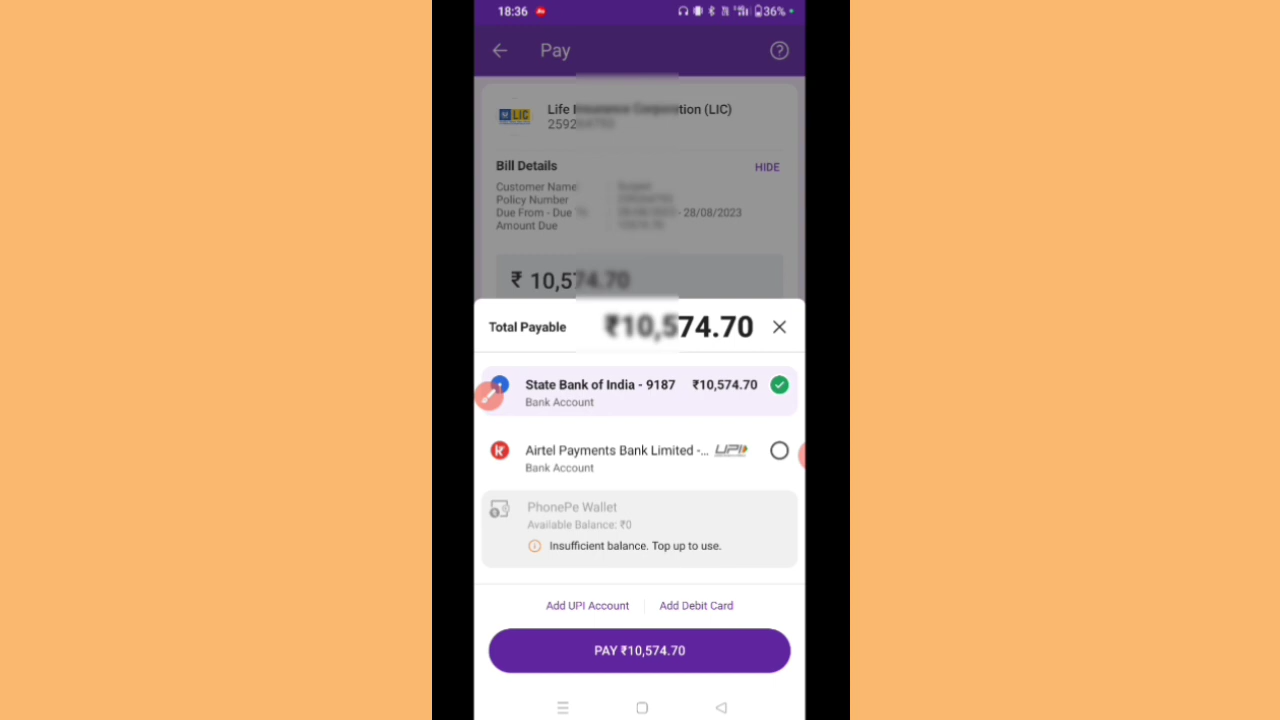 18:36 36%
Pay
LIC Life Insurance Corporation (LIC)
2592
Bill Details HIDE
Customer Name
Policy Number
Due From - Due To - 28/08/2023
Amount Due
₹ 10,574.70
Total Payable ₹10,574.70
State Bank of India - 9187 ₹10,574.70
Bank Account
Airtel Payments Bank Limited -... UPI
Bank Account
PhonePe Wallet
Available Balance: ₹0
Insufficient balance. Top up to use.
Add UPI Account Add Debit Card
PAY ₹10,574.70